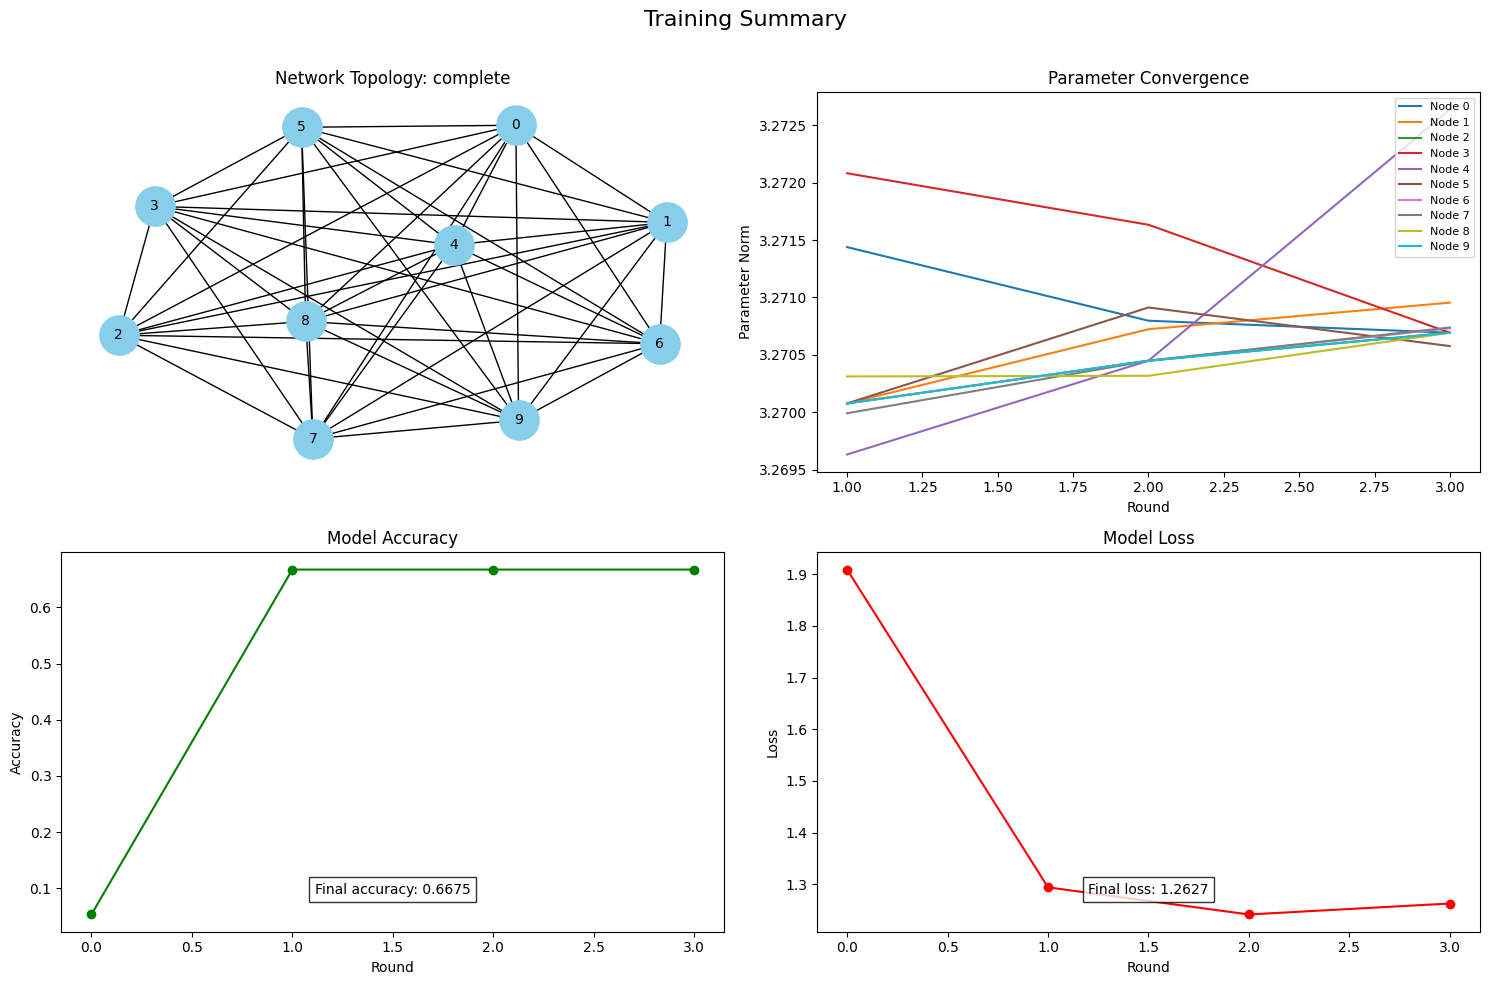 Training Summary
Network Topology: complete
5
0
3
1
4
8
2
6
9
7
Parameter Convergence
Parameter Norm
3.2725
3.2720
3.2715
3.2710
3.2705
3.2700
3.2695
Node 0
Node 1
Node 2
Node 3
Node 4
Node 5
Node 6
Node 7
Node 8
Node 9
1.00 1.25 1.50 1.75 2.00 2.25 2.50 2.75 3.00
Round
Model Accuracy
Accuracy
0.6
0.5
0.4
0.3
0.2
0.1
Final accuracy: 0.6675
0.0 0.5 1.0 1.5 2.0 2.5 3.0
Round
Model Loss
Loss
1.9
1.8
1.7
1.6
1.5
1.4
1.3
Final loss: 1.2627
0.0 0.5 1.0 1.5 2.0 2.5 3.0
Round